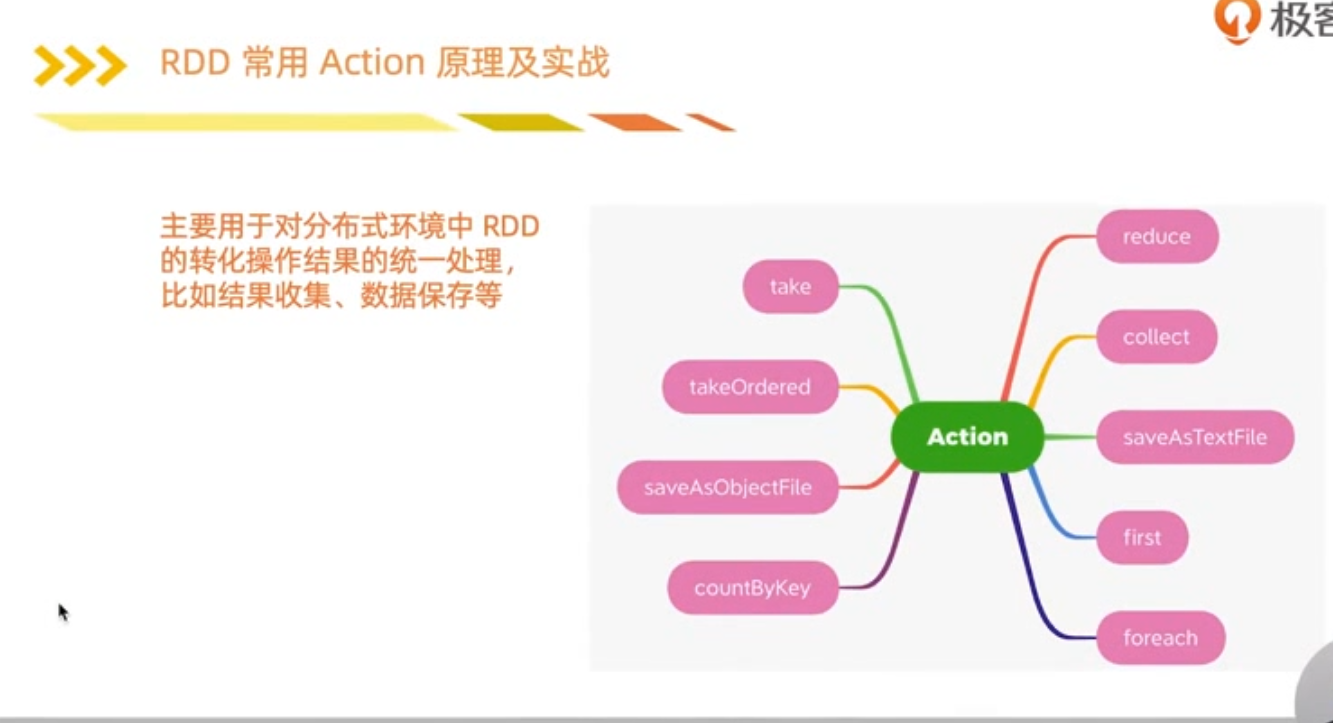 极客
RDD 常用 Action 原理及实战
主要用于对分布式环境中 RDD
的转化操作结果的统一处理，
比如结果收集、数据保存等
take
takeOrdered
saveAsObjectFile
countByKey
Action
reduce
collect
saveAsTextFile
first
foreach